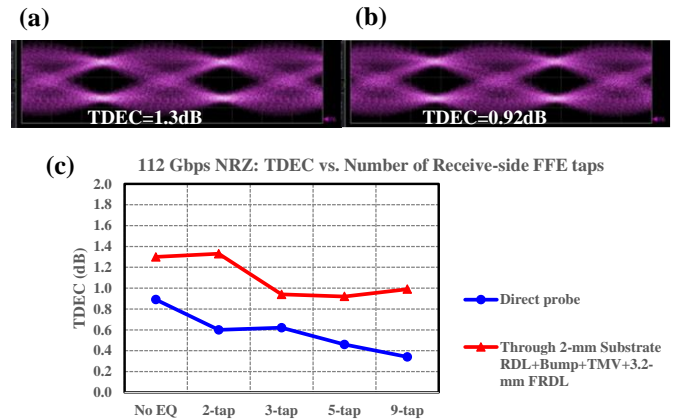 (a)
(b)
TDEC=1.3dB
TDEC=0.92dB
(c)
112 Gbps NRZ: TDEC vs. Number of Receive-side FFE taps
TDEC (dB)
2.0
1.8
1.6
1.4
1.2
1.0
0.8
0.6
0.4
0.2
0.0
No EQ
2-tap
3-tap
5-tap
9-tap
Direct probe
Through 2-mm Substrate
RDL+Bump+TMV+3.2-
mm FRDL